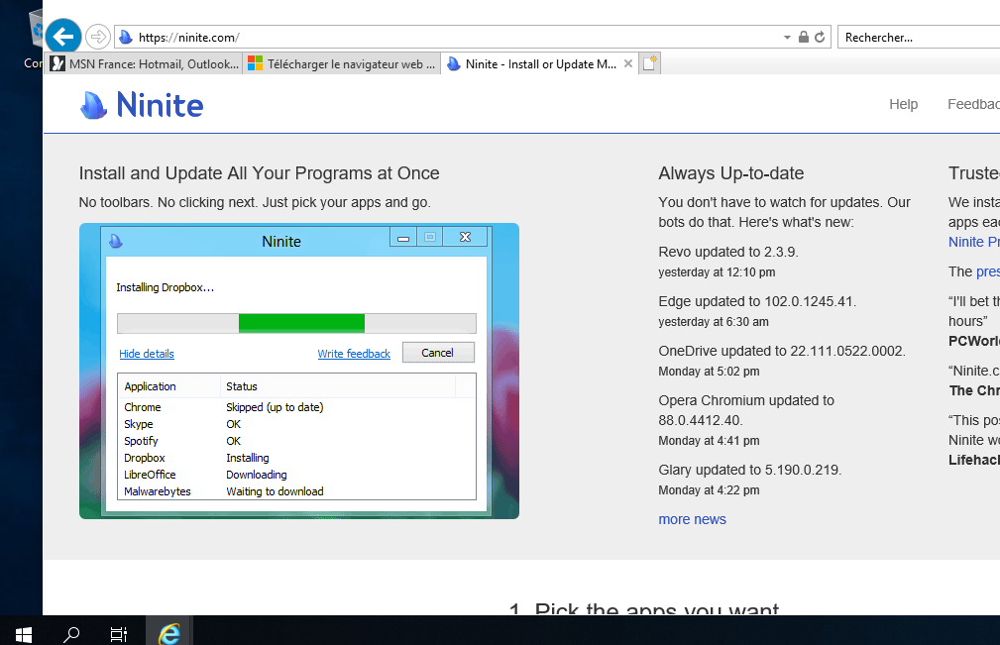 https://ninite.com/
Rechercher...
MSN France: Hotmail, Outlook...
Télécharger le navigateur web ...
Ninite - Install or Update M...
Ninite
Help
Feedbac
Install and Update All Your Programs at Once
No toolbars. No clicking next. Just pick your apps and go.
Ninite
Installing Dropbox...
Hide details
Write feedback
Cancel
Application Status
Chrome Skipped (up to date)
Skype OK
Spotify OK
Dropbox Installing
LibreOffice Downloading
Malwarebytes Waiting to download
Always Up-to-date
You don't have to watch for updates. Our
bots do that. Here's what's new:
Revo updated to 2.3.9.
yesterday at 12:10 pm
Edge updated to 102.0.1245.41.
yesterday at 6:30 am
OneDrive updated to 22.111.0522.0002.
Monday at 5:02 pm
Opera Chromium updated to
88.0.4412.40.
Monday at 4:41 pm
Glary updated to 5.190.0.219.
Monday at 4:22 pm
more news
Truste
We insta
apps eac
Ninite Pr
The pres
“I'll bet th
hours”
PCWorl
“Ninite.c
The Chr
“This pos
Ninite wo
Lifehac
1. Pick the apps you want
Cor